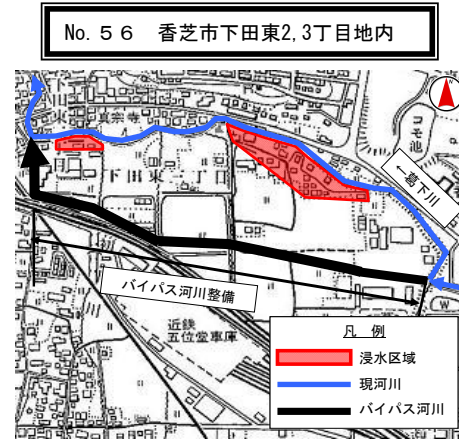 No.５６　香芝市下田東2,3丁目地内
真宗寺
コモ池
下田東二丁目
←葛下川
バイパス河川整備
近鉄
五位堂車庫
W
凡 例
浸水区域
現河川
バイパス河川